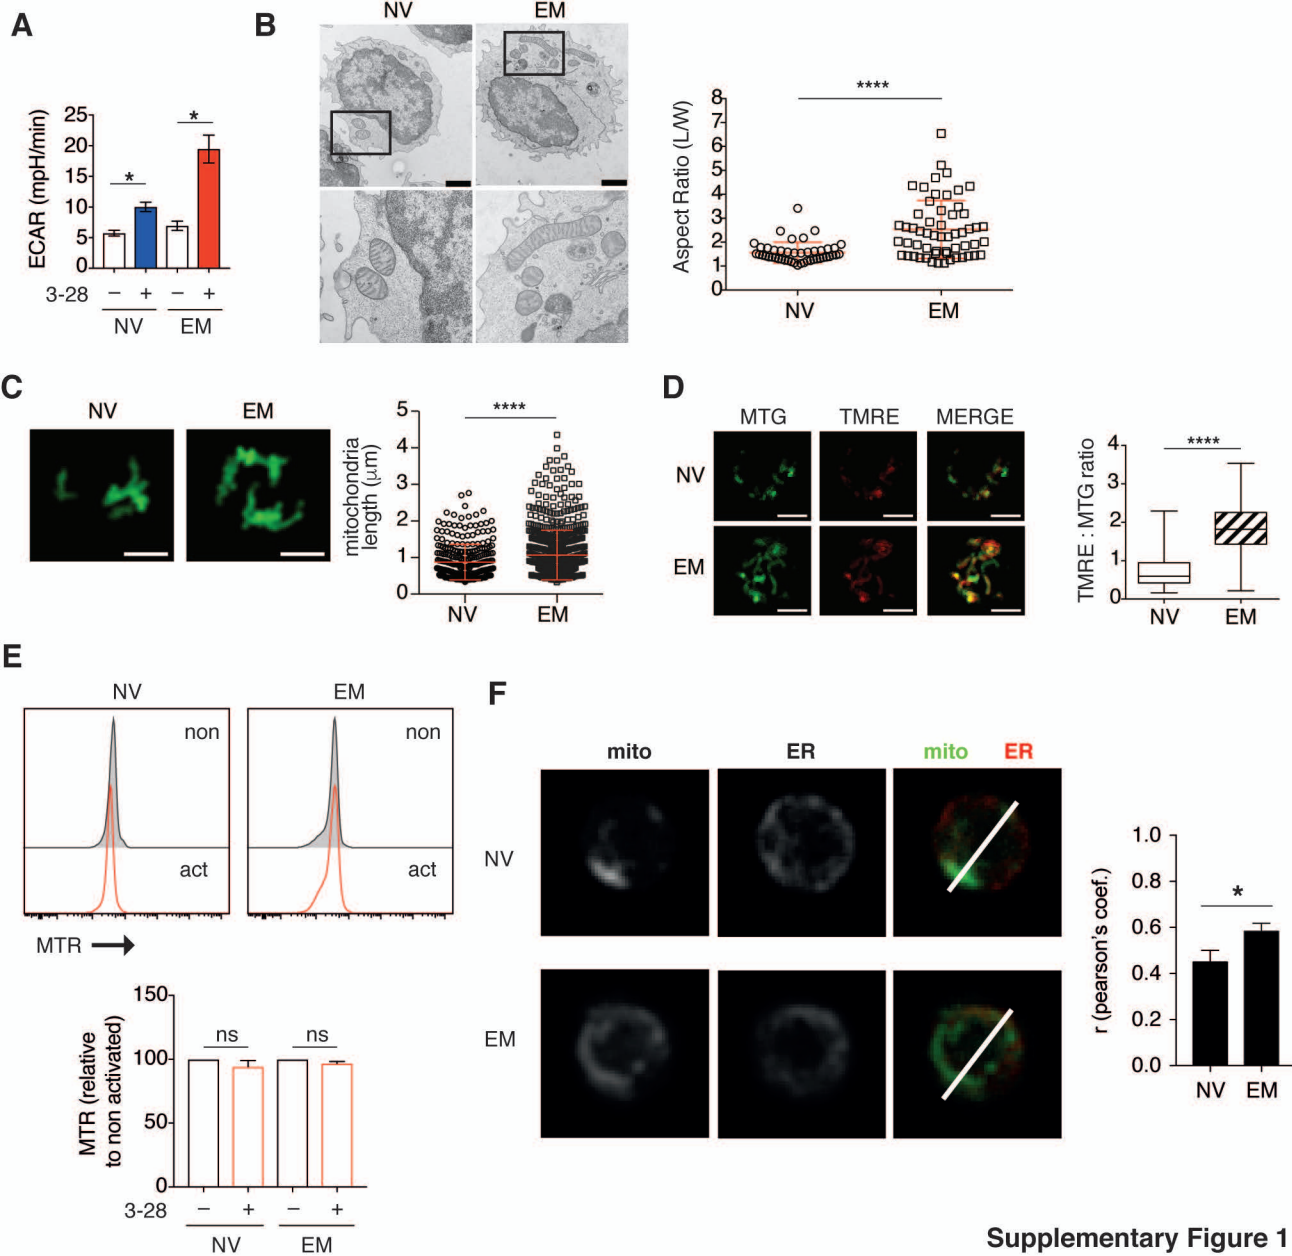 A
ECAR (mpH/min)
25
20
15
10
5
0
*
*
3-28
− + − +
NV EM
B
NV EM
Aspect Ratio (L/W)
8
7
6
5
4
3
2
1
0
****
NV EM
C
NV EM
mitochondria
length (μm)
5
4
3
2
1
0
****
NV EM
D
MTG TMRE MERGE
NV
EM
TMRE : MTG ratio
4
3
2
1
0
****
NV EM
E
NV EM
non non
act act
MTR
MTR (relative
to non activated)
150
100
50
0
ns ns
3-28 − + − +
NV EM
F
mito ER mito ER
NV
EM
r (pearson's coef.)
1.0
0.8
0.6
0.4
0.2
0.0
*
NV EM
Supplementary Figure 1